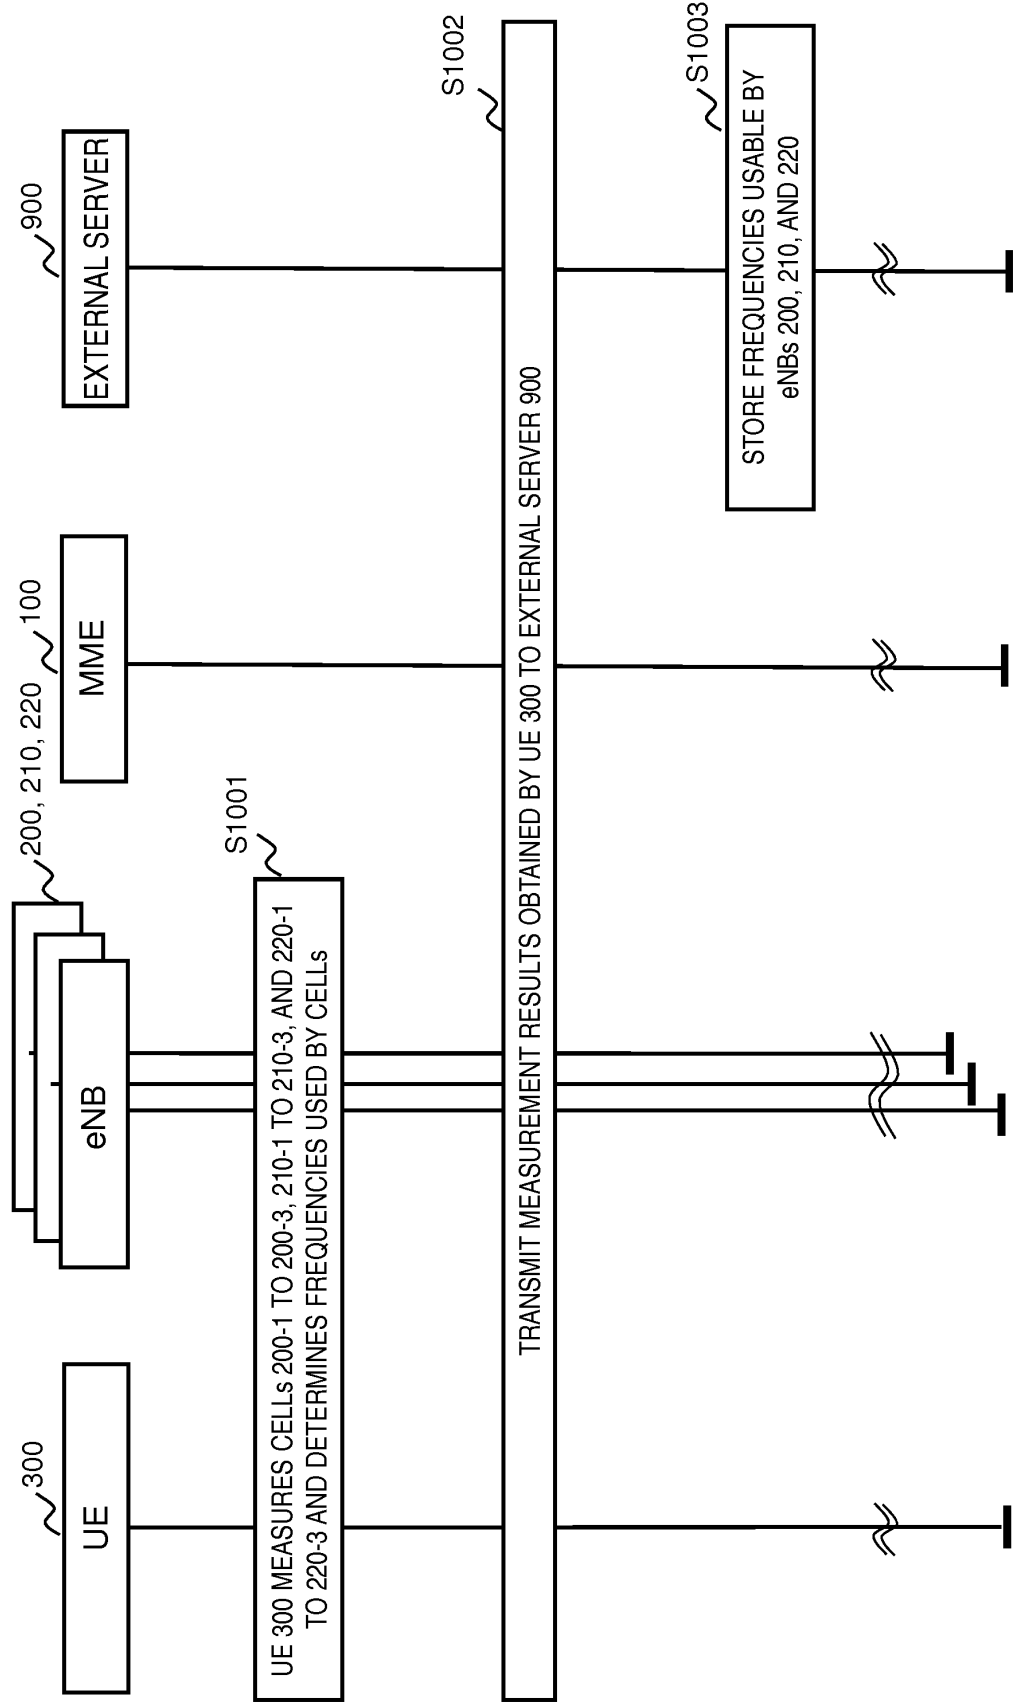 300
200, 210, 220
100
900
UE
eNB
MME
EXTERNAL SERVER
S1001
UE 300 MEASURES CELLs 200-1 TO 200-3, 210-1 TO 210-3, AND 220-1
TO 220-3 AND DETERMINES FREQUENCIES USED BY CELLs
S1002
TRANSMIT MEASUREMENT RESULTS OBTAINED BY UE 300 TO EXTERNAL SERVER 900
S1003
STORE FREQUENCIES USABLE BY
eNBs 200, 210, AND 220